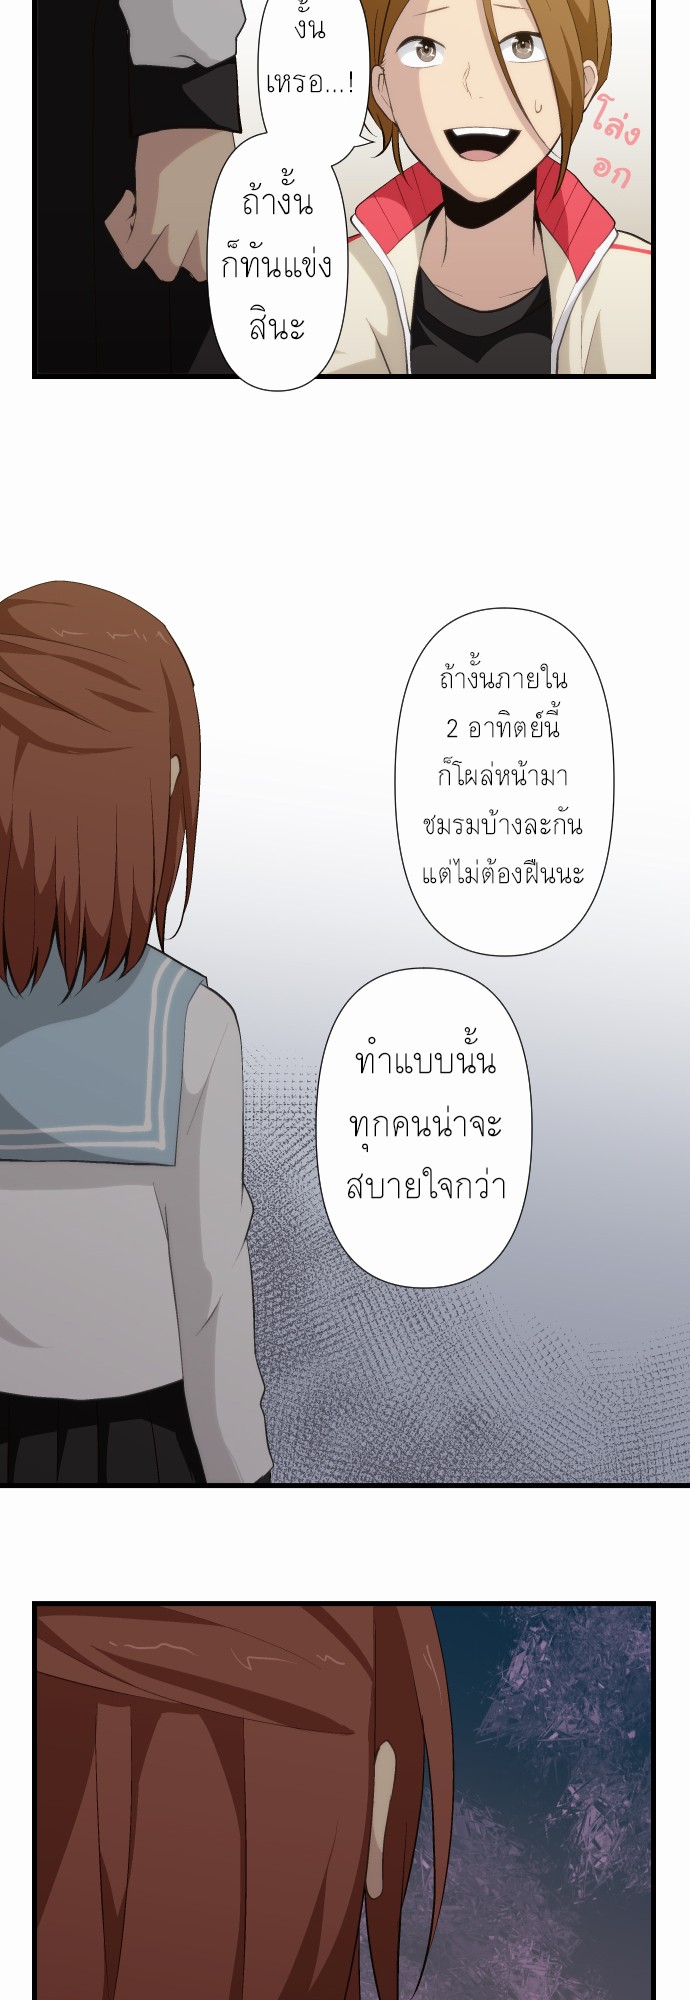 งั้น
เหรอ...!
โล่ง
อก
ถ้างั้น
ก็ทันแข่ง
สินะ
ถ้างั้นภายใน
2 อาทิตย์นี้
ก็โผล่หน้ามา
ชมรมบ้างละกัน
แต่ไม่ต้องฝืนนะ
ทำแบบนั้น
ทุกคนน่าจะ
สบายใจกว่า